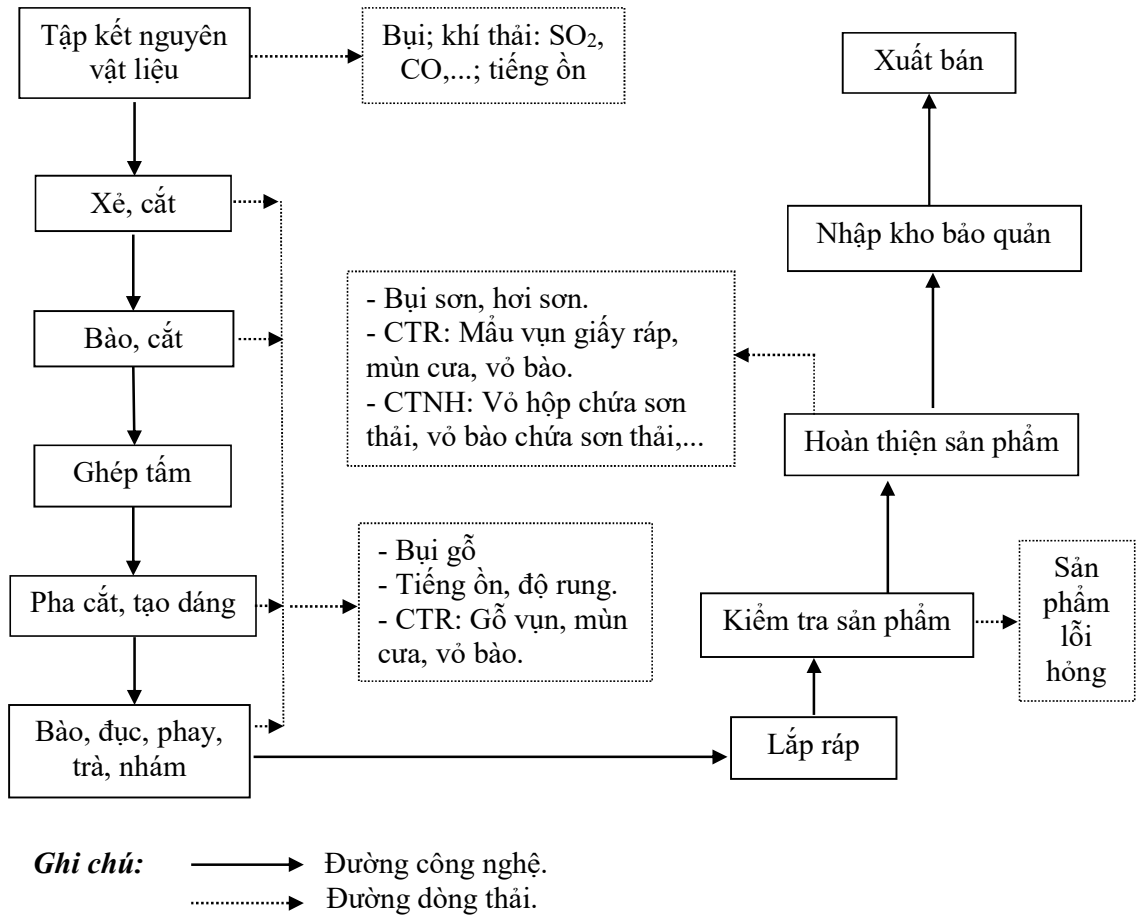 Tập kết nguyên
vật liệu
Bụi; khí thải: SO₂,
CO,...; tiếng ồn
Xuất bán
Xẻ, cắt
Nhập kho bảo quản
- Bụi sơn, hơi sơn.
- CTR: Mẩu vụn giấy ráp,
mùn cưa, vỏ bào.
- CTNH: Vỏ hộp chứa sơn
thải, vỏ bào chứa sơn thải,...
Bào, cắt
Hoàn thiện sản phẩm
Ghép tấm
- Bụi gỗ
- Tiếng ồn, độ rung.
- CTR: Gỗ vụn, mùn
cưa, vỏ bào.
Pha cắt, tạo dáng
Kiểm tra sản phẩm
Sản
phẩm
lỗi
hỏng
Bào, đục, phay,
trà, nhám
Lắp ráp
Ghi chú:
Đường công nghệ.
Đường dòng thải.